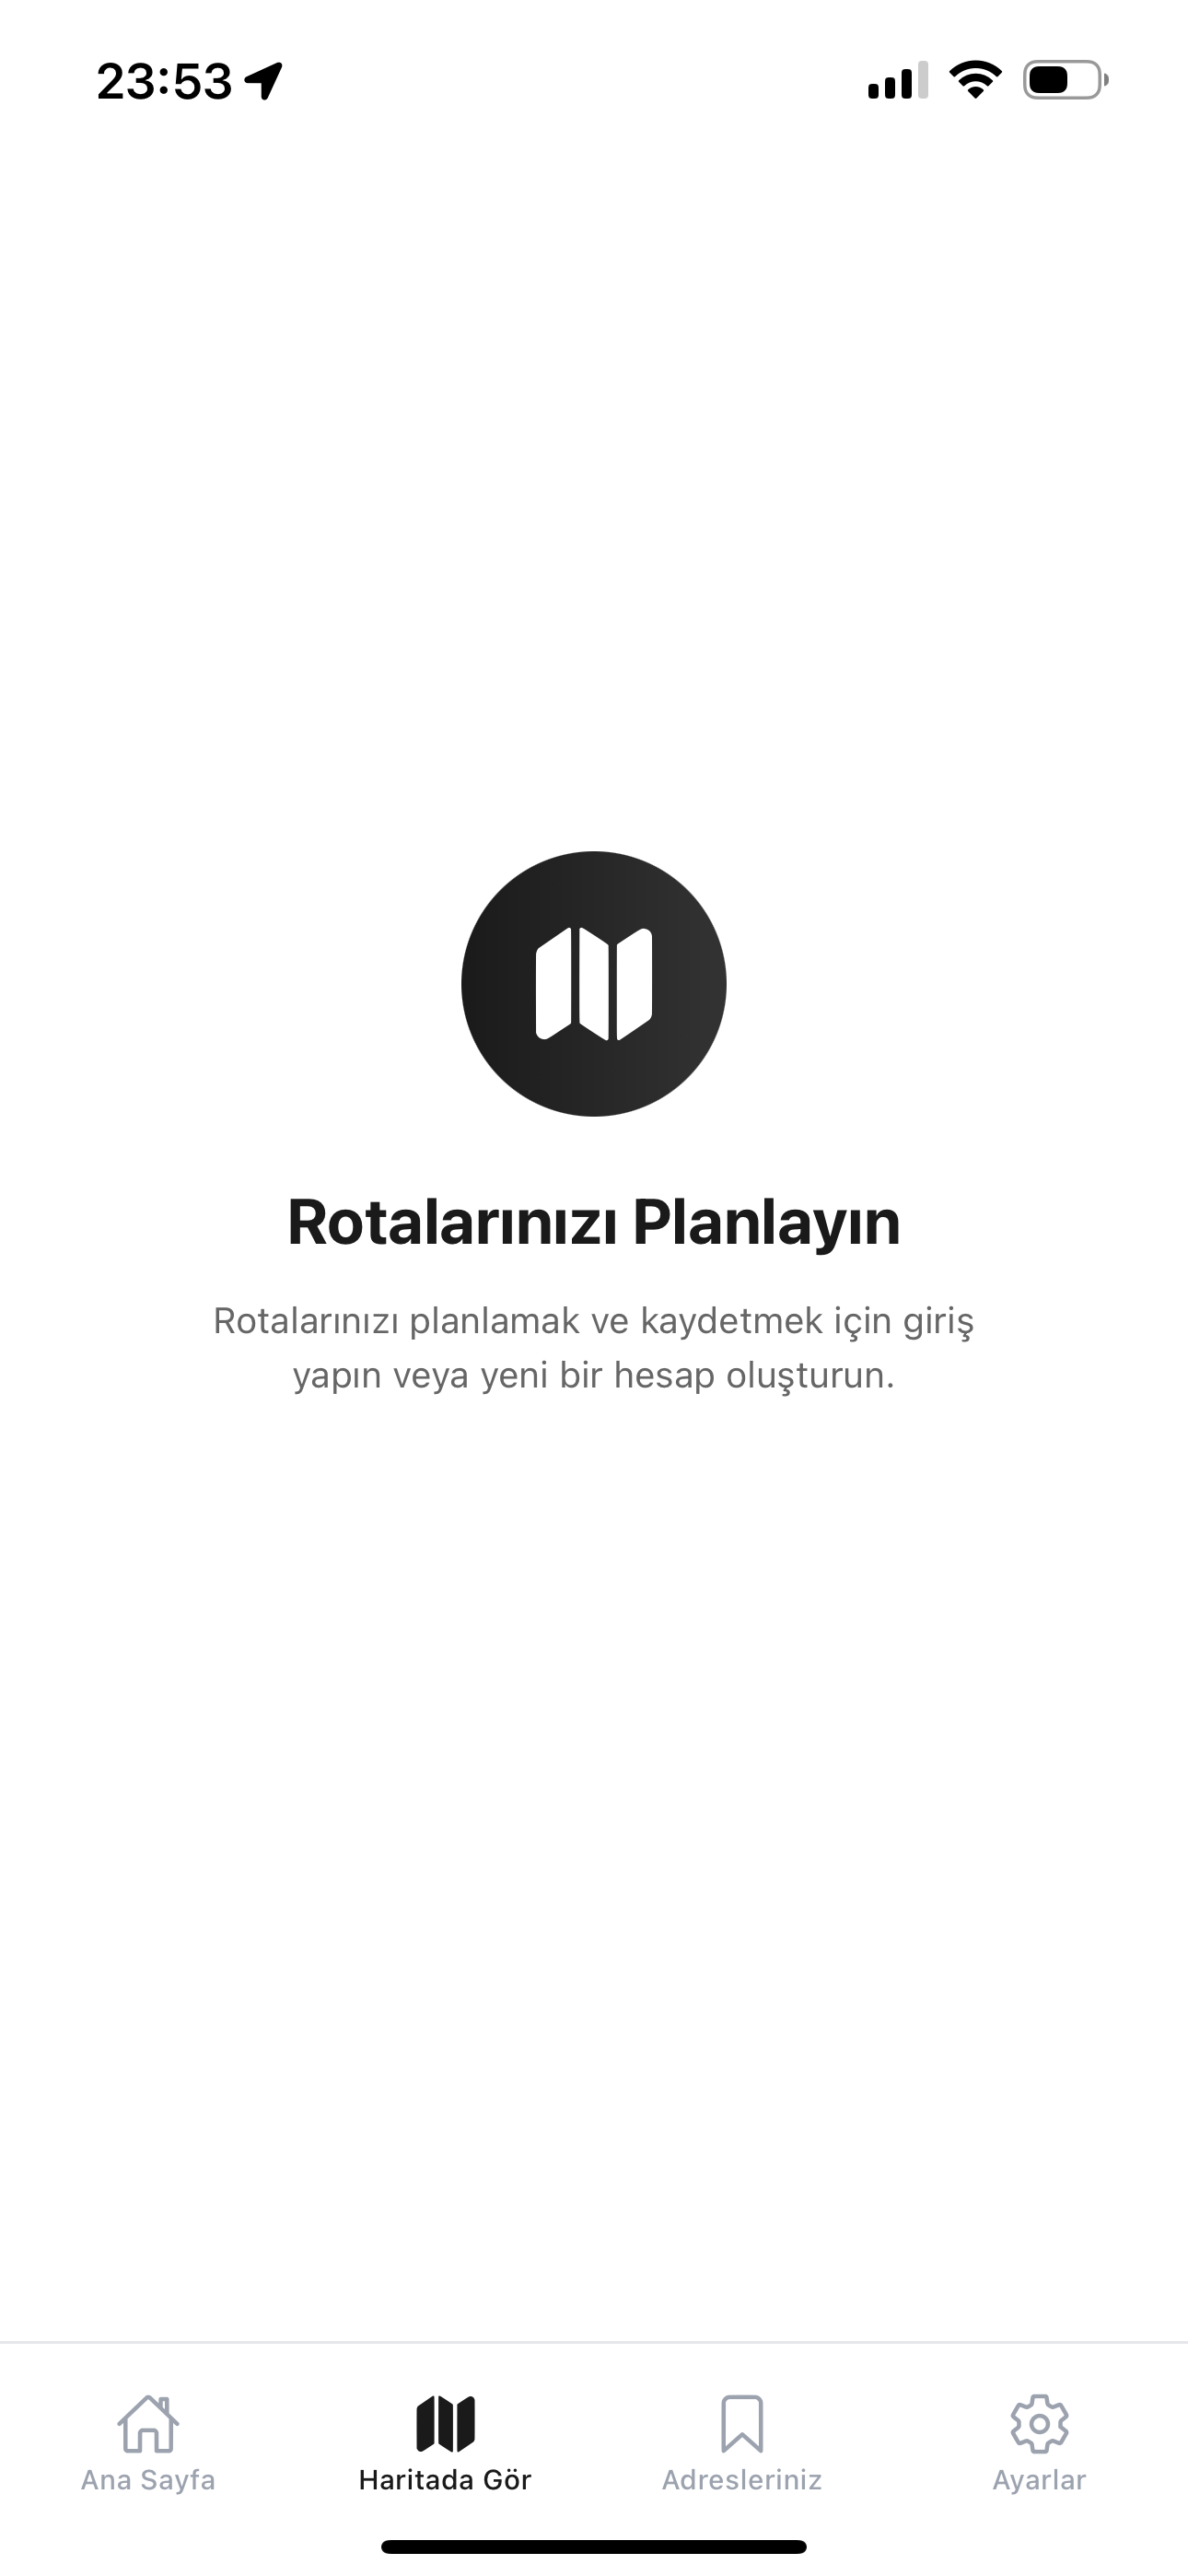 23:53
Rotalarınızı Planlayın
Rotalarınızı planlamak ve kaydetmek için giriş
yapın veya yeni bir hesap oluşturun.
Ana Sayfa
Haritada Gör
Adresleriniz
Ayarlar